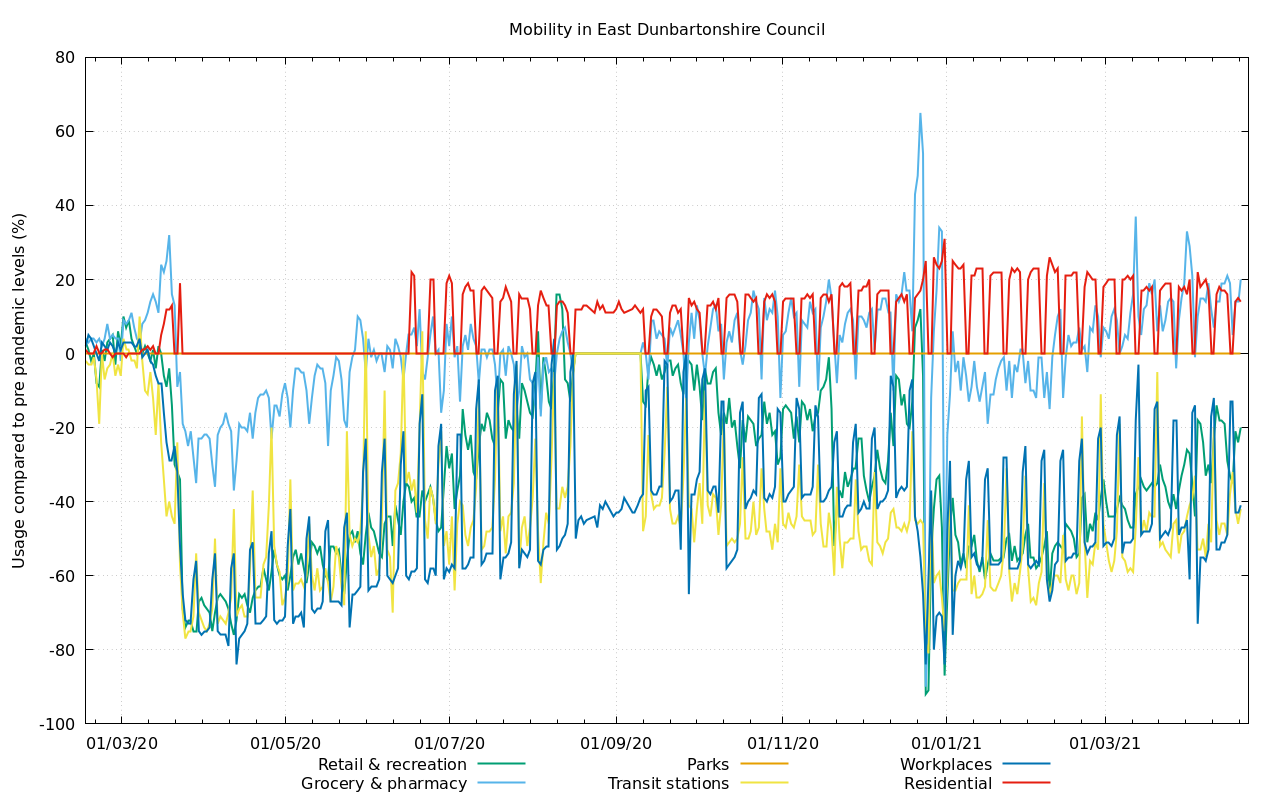 Mobility in East Dunbartonshire Council
Usage compared to pre pandemic levels (%)
80
60
40
20
0
-20
-40
-60
-80
-100
01/03/20 01/05/20 01/07/20 01/09/20 01/11/20 01/01/21 01/03/21
Retail & recreation Parks Workplaces
Grocery & pharmacy Transit stations Residential